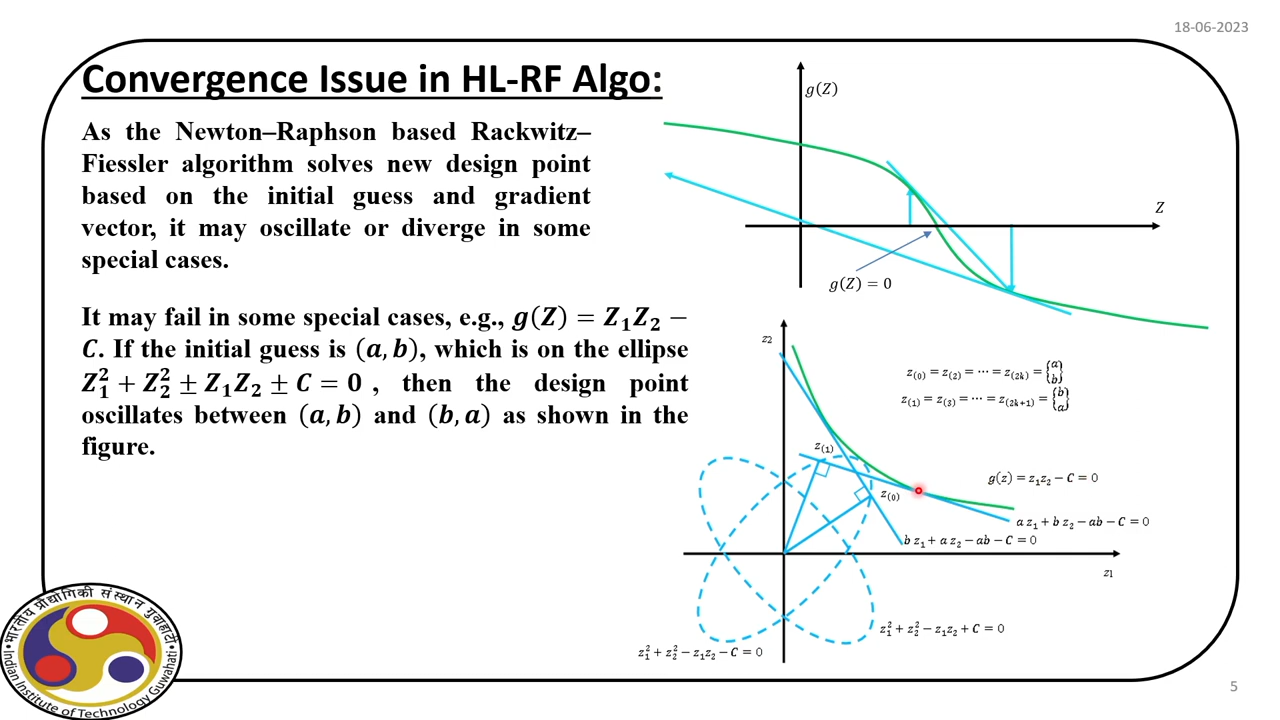 18-06-2023
Convergence Issue in HL-RF Algo:
As the Newton–Raphson based Rackwitz–
Fiessler algorithm solves new design point
based on the initial guess and gradient
vector, it may oscillate or diverge in some
special cases.
It may fail in some special cases, e.g., g(Z) = Z₁Z₂ −
C. If the initial guess is (a, b), which is on the ellipse
Z₁² + Z₂² ± Z₁Z₂ ± C = 0 , then the design point
oscillates between (a, b) and (b, a) as shown in the
figure.
g(Z)
Z
g(Z) = 0
z₂
z₍₀₎ = z₍₂₎ = ⋯ = z₍₂ₖ₎ = {a b}
z₍₁₎ = z₍₃₎ = ⋯ = z₍₂ₖ₊₁₎ = {b a}
z₍₁₎
g(z) = z₁z₂ − C = 0
z₍₀₎
a z₁ + b z₂ − ab − C = 0
b z₁ + a z₂ − ab − C = 0
z₁
z₁² + z₂² − z₁z₂ + C = 0
z₁² + z₂² − z₁z₂ − C = 0
भारतीय प्रौद्योगिकी संस्थान गुवाहाटी
Indian Institute of Technology Guwahati
5